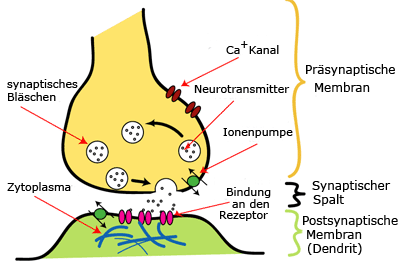 Ca+Kanal
synaptisches
Bläschen
Neurotransmitter
Präsynaptische
Membran
Ionenpumpe
Zytoplasma
Bindung
an den
Rezeptor
Synaptischer
Spalt
Postsynaptische
Membran
(Dendrit)